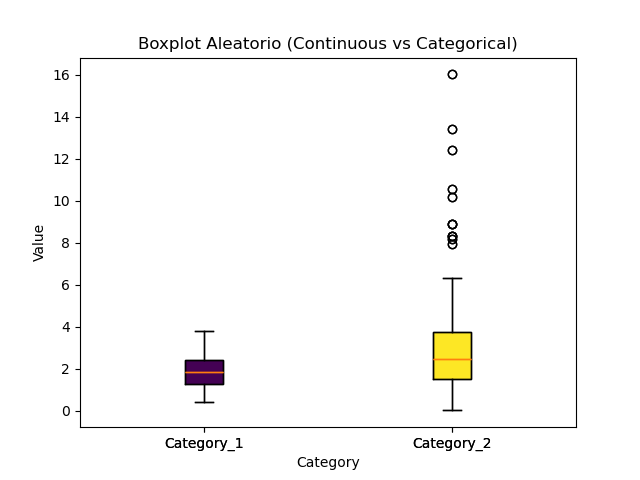 Boxplot Aleatorio (Continuous vs Categorical)
16
14
12
10
8
6
4
2
0
Value
Category_1
Category_2
Category